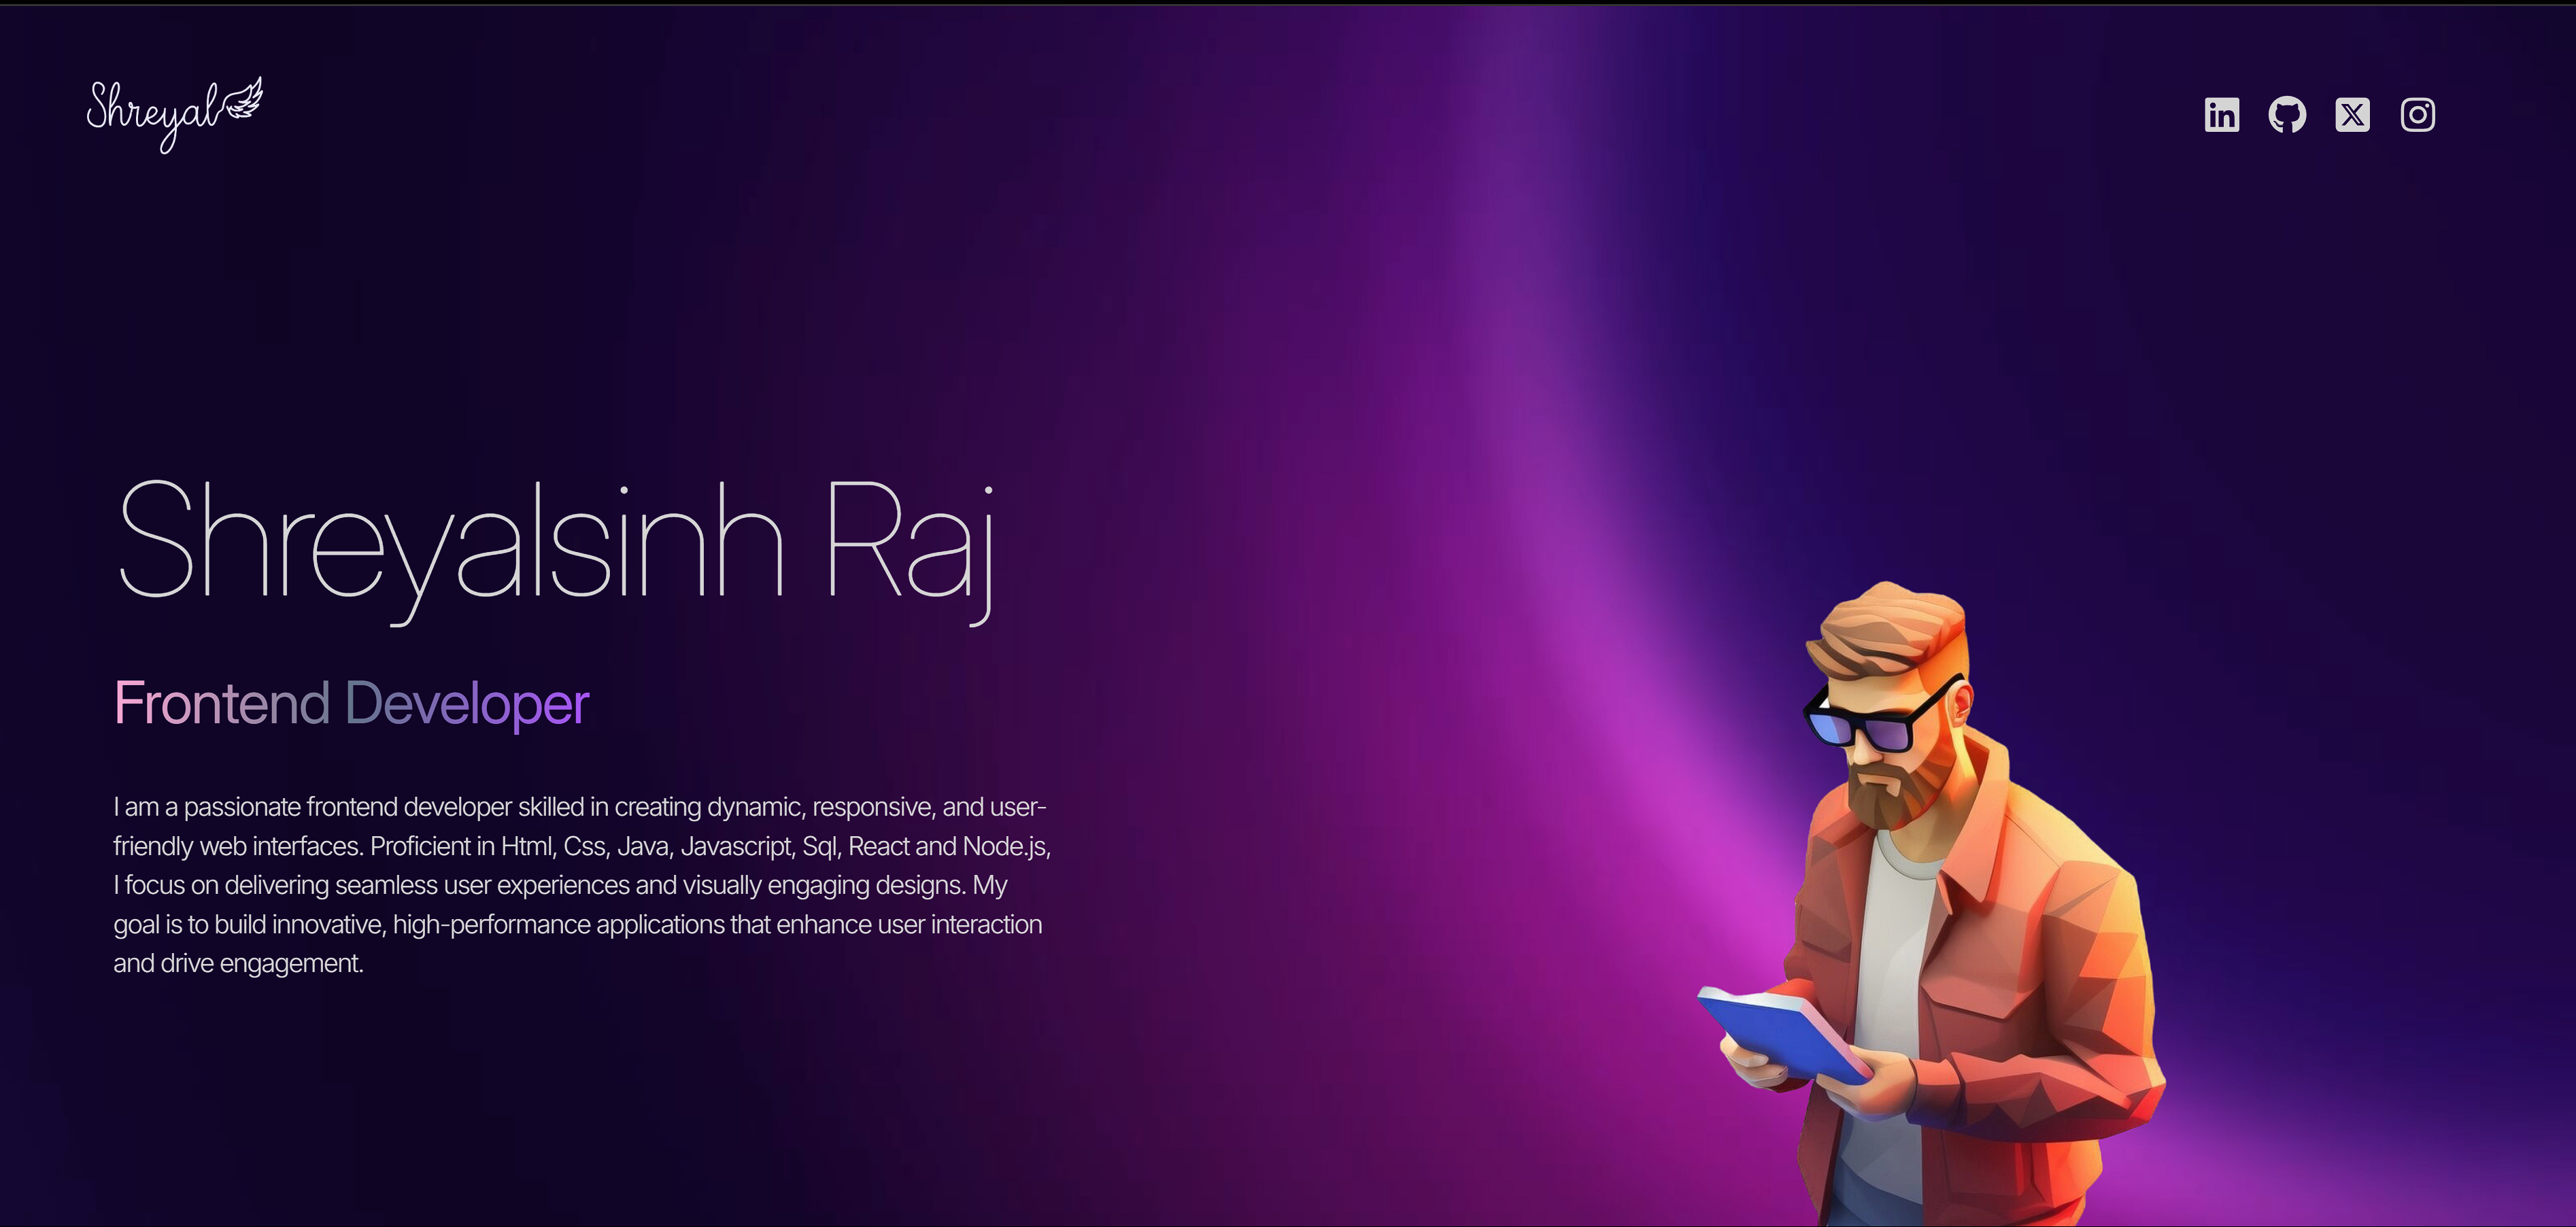 Shreyal
Shreyalsinh Raj
Frontend Developer
I am a passionate frontend developer skilled in creating dynamic, responsive, and user-
friendly web interfaces. Proficient in Html, Css, Java, Javascript, Sql, React and Node.js,
I focus on delivering seamless user experiences and visually engaging designs. My
goal is to build innovative, high-performance applications that enhance user interaction
and drive engagement.